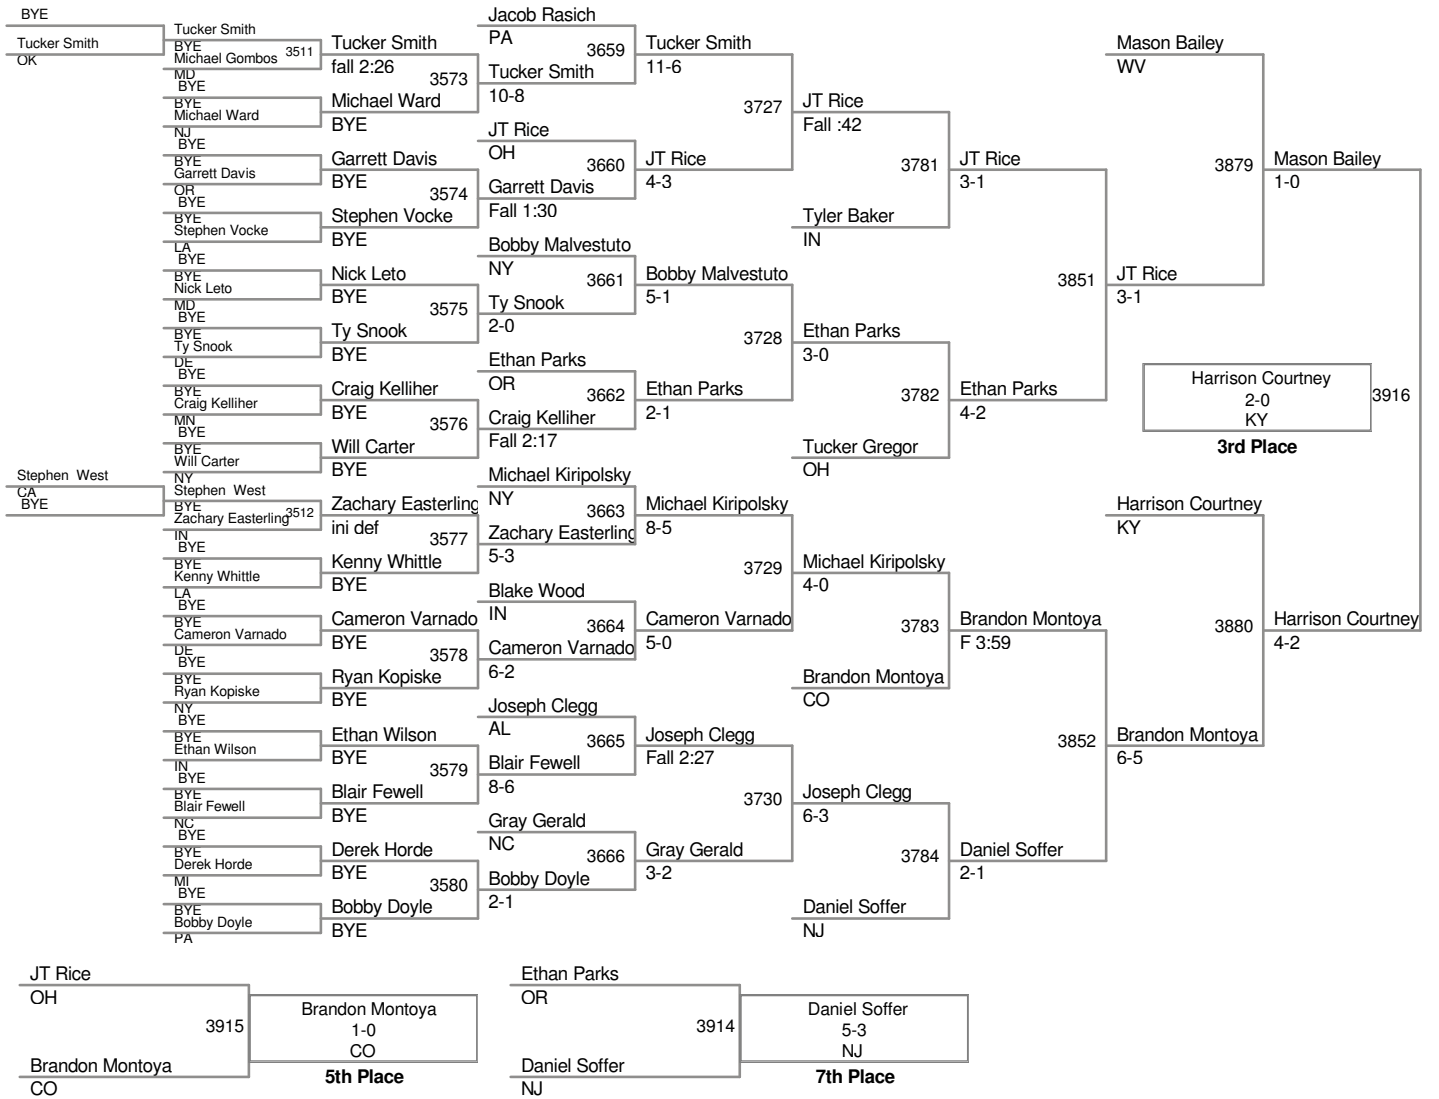 BYE
Tucker Smith
OK
Stephen  West
CA
BYE
Tucker Smith
BYE
Michael Gombos
3511
MD
BYE
BYE
Michael Ward
NJ
BYE
BYE
Garrett Davis
OR
BYE
BYE
Stephen Vocke
LA
BYE
BYE
Nick Leto
MD
BYE
BYE
Ty Snook
DE
BYE
BYE
Craig Kelliher
MN
BYE
BYE
Will Carter
NY
Stephen  West
BYE
Zachary Easterling
3512
IN
BYE
BYE
Kenny Whittle
LA
BYE
BYE
Cameron Varnado
DE
BYE
BYE
Ryan Kopiske
NY
BYE
BYE
Ethan Wilson
IN
BYE
BYE
Blair Fewell
NC
BYE
BYE
Derek Horde
MI
BYE
BYE
Bobby Doyle
PA
Tucker Smith
fall 2:26
3573
Michael Ward
BYE
Garrett Davis
BYE
3574
Stephen Vocke
BYE
Nick Leto
BYE
3575
Ty Snook
BYE
Craig Kelliher
BYE
3576
Will Carter
BYE
Zachary Easterling
ini def
3577
Kenny Whittle
BYE
Cameron Varnado
BYE
3578
Ryan Kopiske
BYE
Ethan Wilson
BYE
3579
Blair Fewell
BYE
Derek Horde
BYE
3580
Bobby Doyle
BYE
Jacob Rasich
PA
3659
Tucker Smith
10-8
JT Rice
OH
3660
Garrett Davis
Fall 1:30
Bobby Malvestuto
NY
3661
Ty Snook
2-0
Ethan Parks
OR
3662
Craig Kelliher
Fall 2:17
Michael Kiripolsky
NY
3663
Zachary Easterling
5-3
Blake Wood
IN
3664
Cameron Varnado
6-2
Joseph Clegg
AL
3665
Blair Fewell
8-6
Gray Gerald
NC
3666
Bobby Doyle
2-1
Tucker Smith
11-6
3727
JT Rice
4-3
Bobby Malvestuto
5-1
3728
Ethan Parks
2-1
Michael Kiripolsky
8-5
3729
Cameron Varnado
5-0
Joseph Clegg
Fall 2:27
3730
Gray Gerald
3-2
JT Rice
Fall :42
3781
Tyler Baker
IN
Ethan Parks
3-0
3782
Tucker Gregor
OH
Michael Kiripolsky
4-0
3783
Brandon Montoya
CO
Joseph Clegg
6-3
3784
Daniel Soffer
NJ
JT Rice
3-1
3851
Ethan Parks
4-2
Brandon Montoya
F 3:59
3852
Daniel Soffer
2-1
Mason Bailey
WV
3879
JT Rice
3-1
Harrison Courtney
KY
3880
Brandon Montoya
6-5
Mason Bailey
1-0
Harrison Courtney
2-0
KY
3916
3rd Place
Harrison Courtney
4-2
JT Rice
OH
3915
Brandon Montoya
CO
Brandon Montoya
1-0
CO
5th Place
Ethan Parks
OR
3914
Daniel Soffer
NJ
Daniel Soffer
5-3
NJ
7th Place